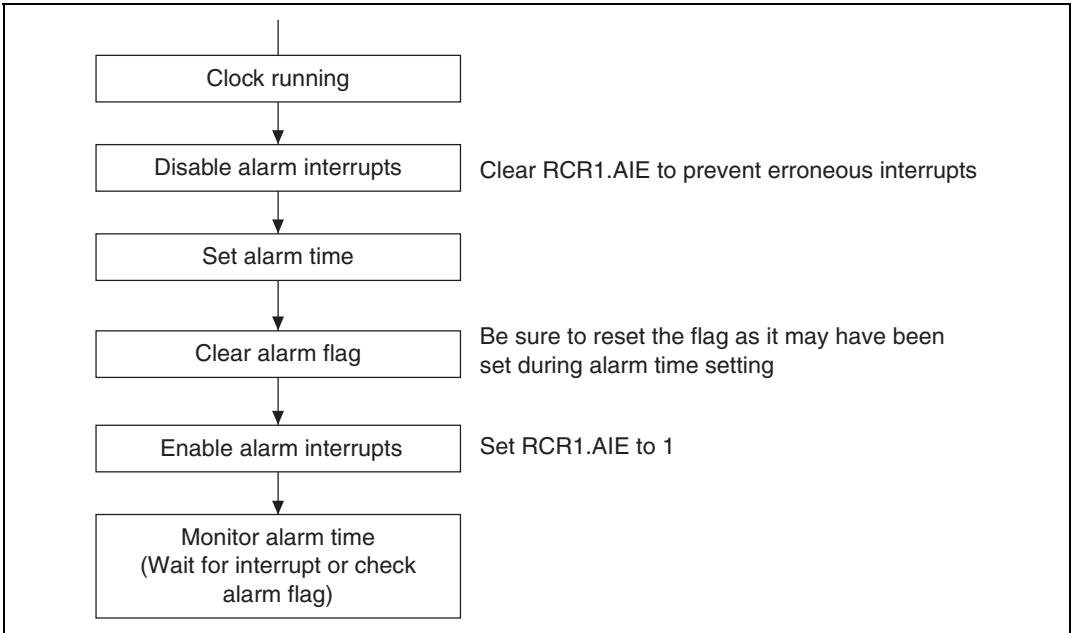 Clock running
Disable alarm interrupts
Clear RCR1.AIE to prevent erroneous interrupts
Set alarm time
Clear alarm flag
Be sure to reset the flag as it may have been
set during alarm time setting
Enable alarm interrupts
Set RCR1.AIE to 1
Monitor alarm time
(Wait for interrupt or check
alarm flag)